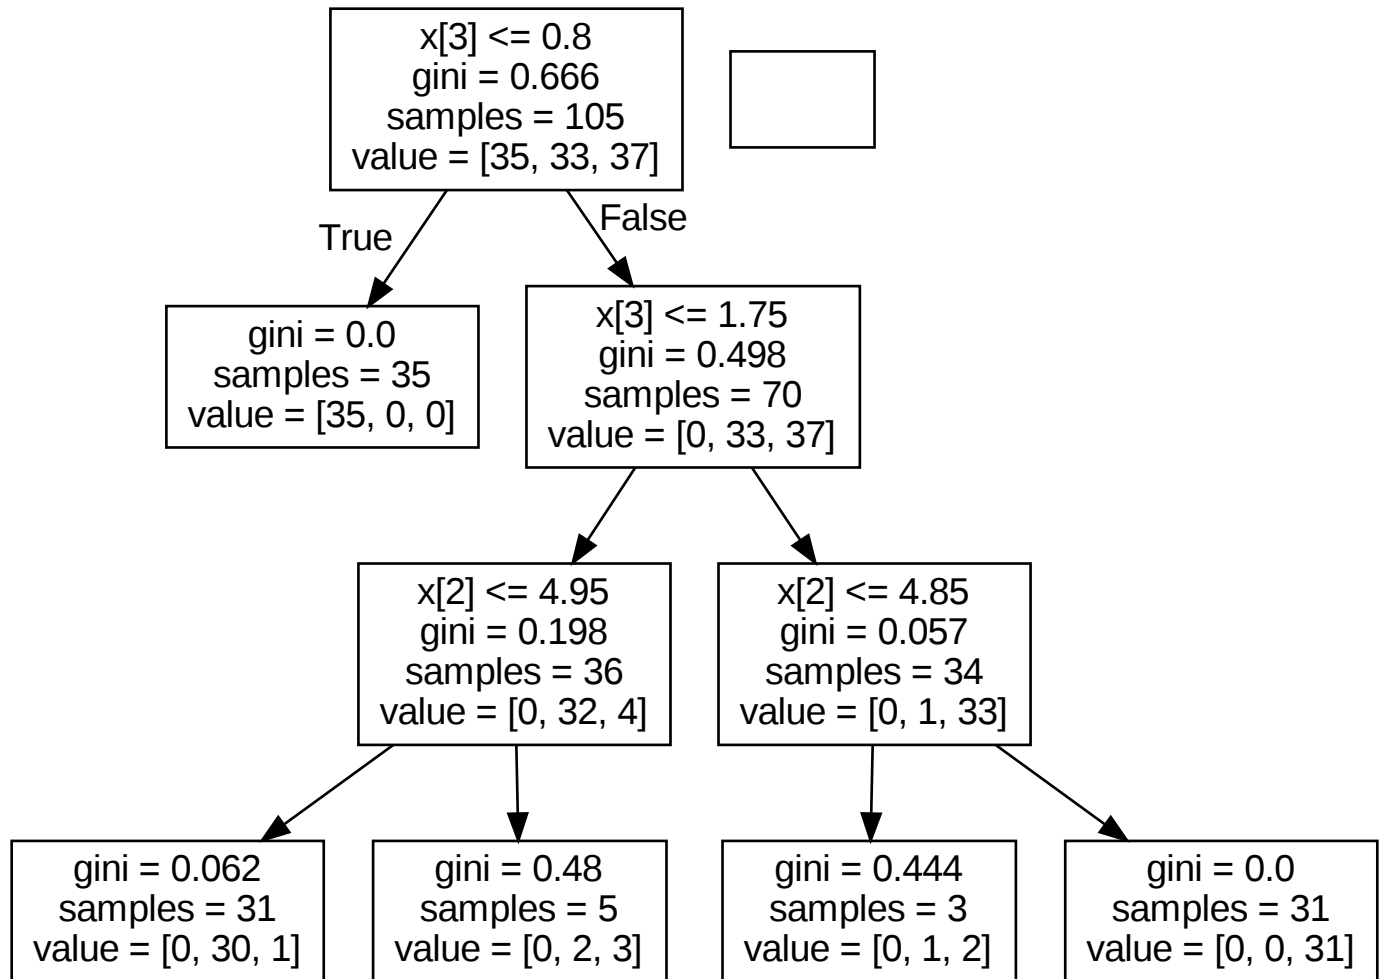 x[3] <= 0.8
gini = 0.666
samples = 105
value = [35, 33, 37]
True
False
gini = 0.0
samples = 35
value = [35, 0, 0]
x[3] <= 1.75
gini = 0.498
samples = 70
value = [0, 33, 37]
x[2] <= 4.95
gini = 0.198
samples = 36
value = [0, 32, 4]
x[2] <= 4.85
gini = 0.057
samples = 34
value = [0, 1, 33]
gini = 0.062
samples = 31
value = [0, 30, 1]
gini = 0.48
samples = 5
value = [0, 2, 3]
gini = 0.444
samples = 3
value = [0, 1, 2]
gini = 0.0
samples = 31
value = [0, 0, 31]